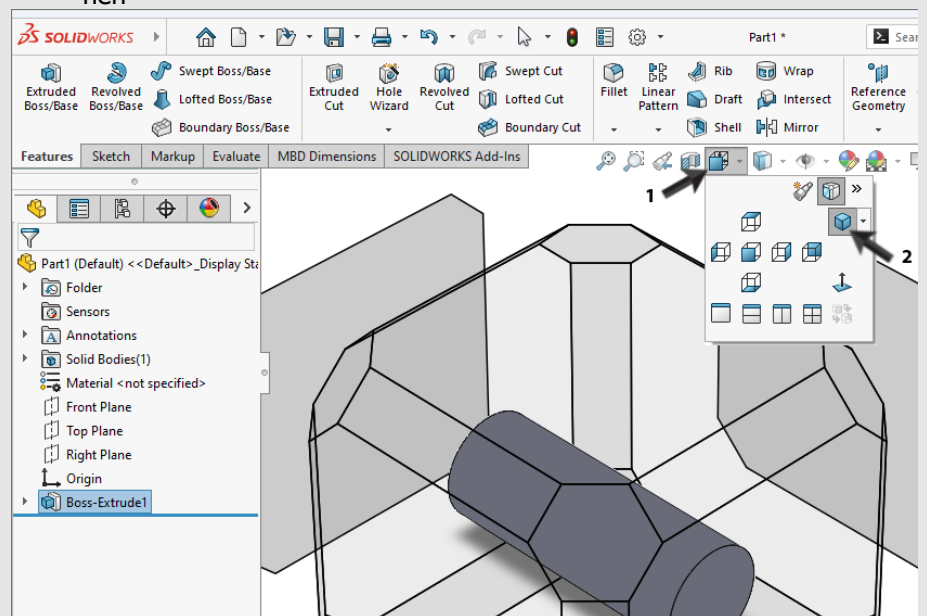 nen
SOLIDWORKS
Part1 *
Sear
Extruded Boss/Base
Revolved Boss/Base
Swept Boss/Base
Lofted Boss/Base
Boundary Boss/Base
Extruded Cut
Hole Wizard
Revolved Cut
Swept Cut
Lofted Cut
Boundary Cut
Fillet
Linear Pattern
Rib
Draft
Shell
Wrap
Intersect
Mirror
Reference Geometry
Features Sketch Markup Evaluate MBD Dimensions SOLIDWORKS Add-Ins
1
2
Part1 (Default) <<Default>_Display Sta
Folder
Sensors
Annotations
Solid Bodies(1)
Material <not specified>
Front Plane
Top Plane
Right Plane
Origin
Boss-Extrude1